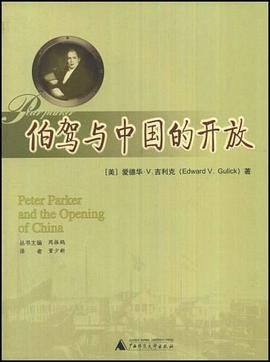 Peter Parker
伯驾与中国的开放
[美] 爱德华·V.吉利克 (Edward V. Gulick) 著
Peter Parker
and the Opening
of China
丛书主编 周振鹤
译 者 董少新
广西师范大学出版社